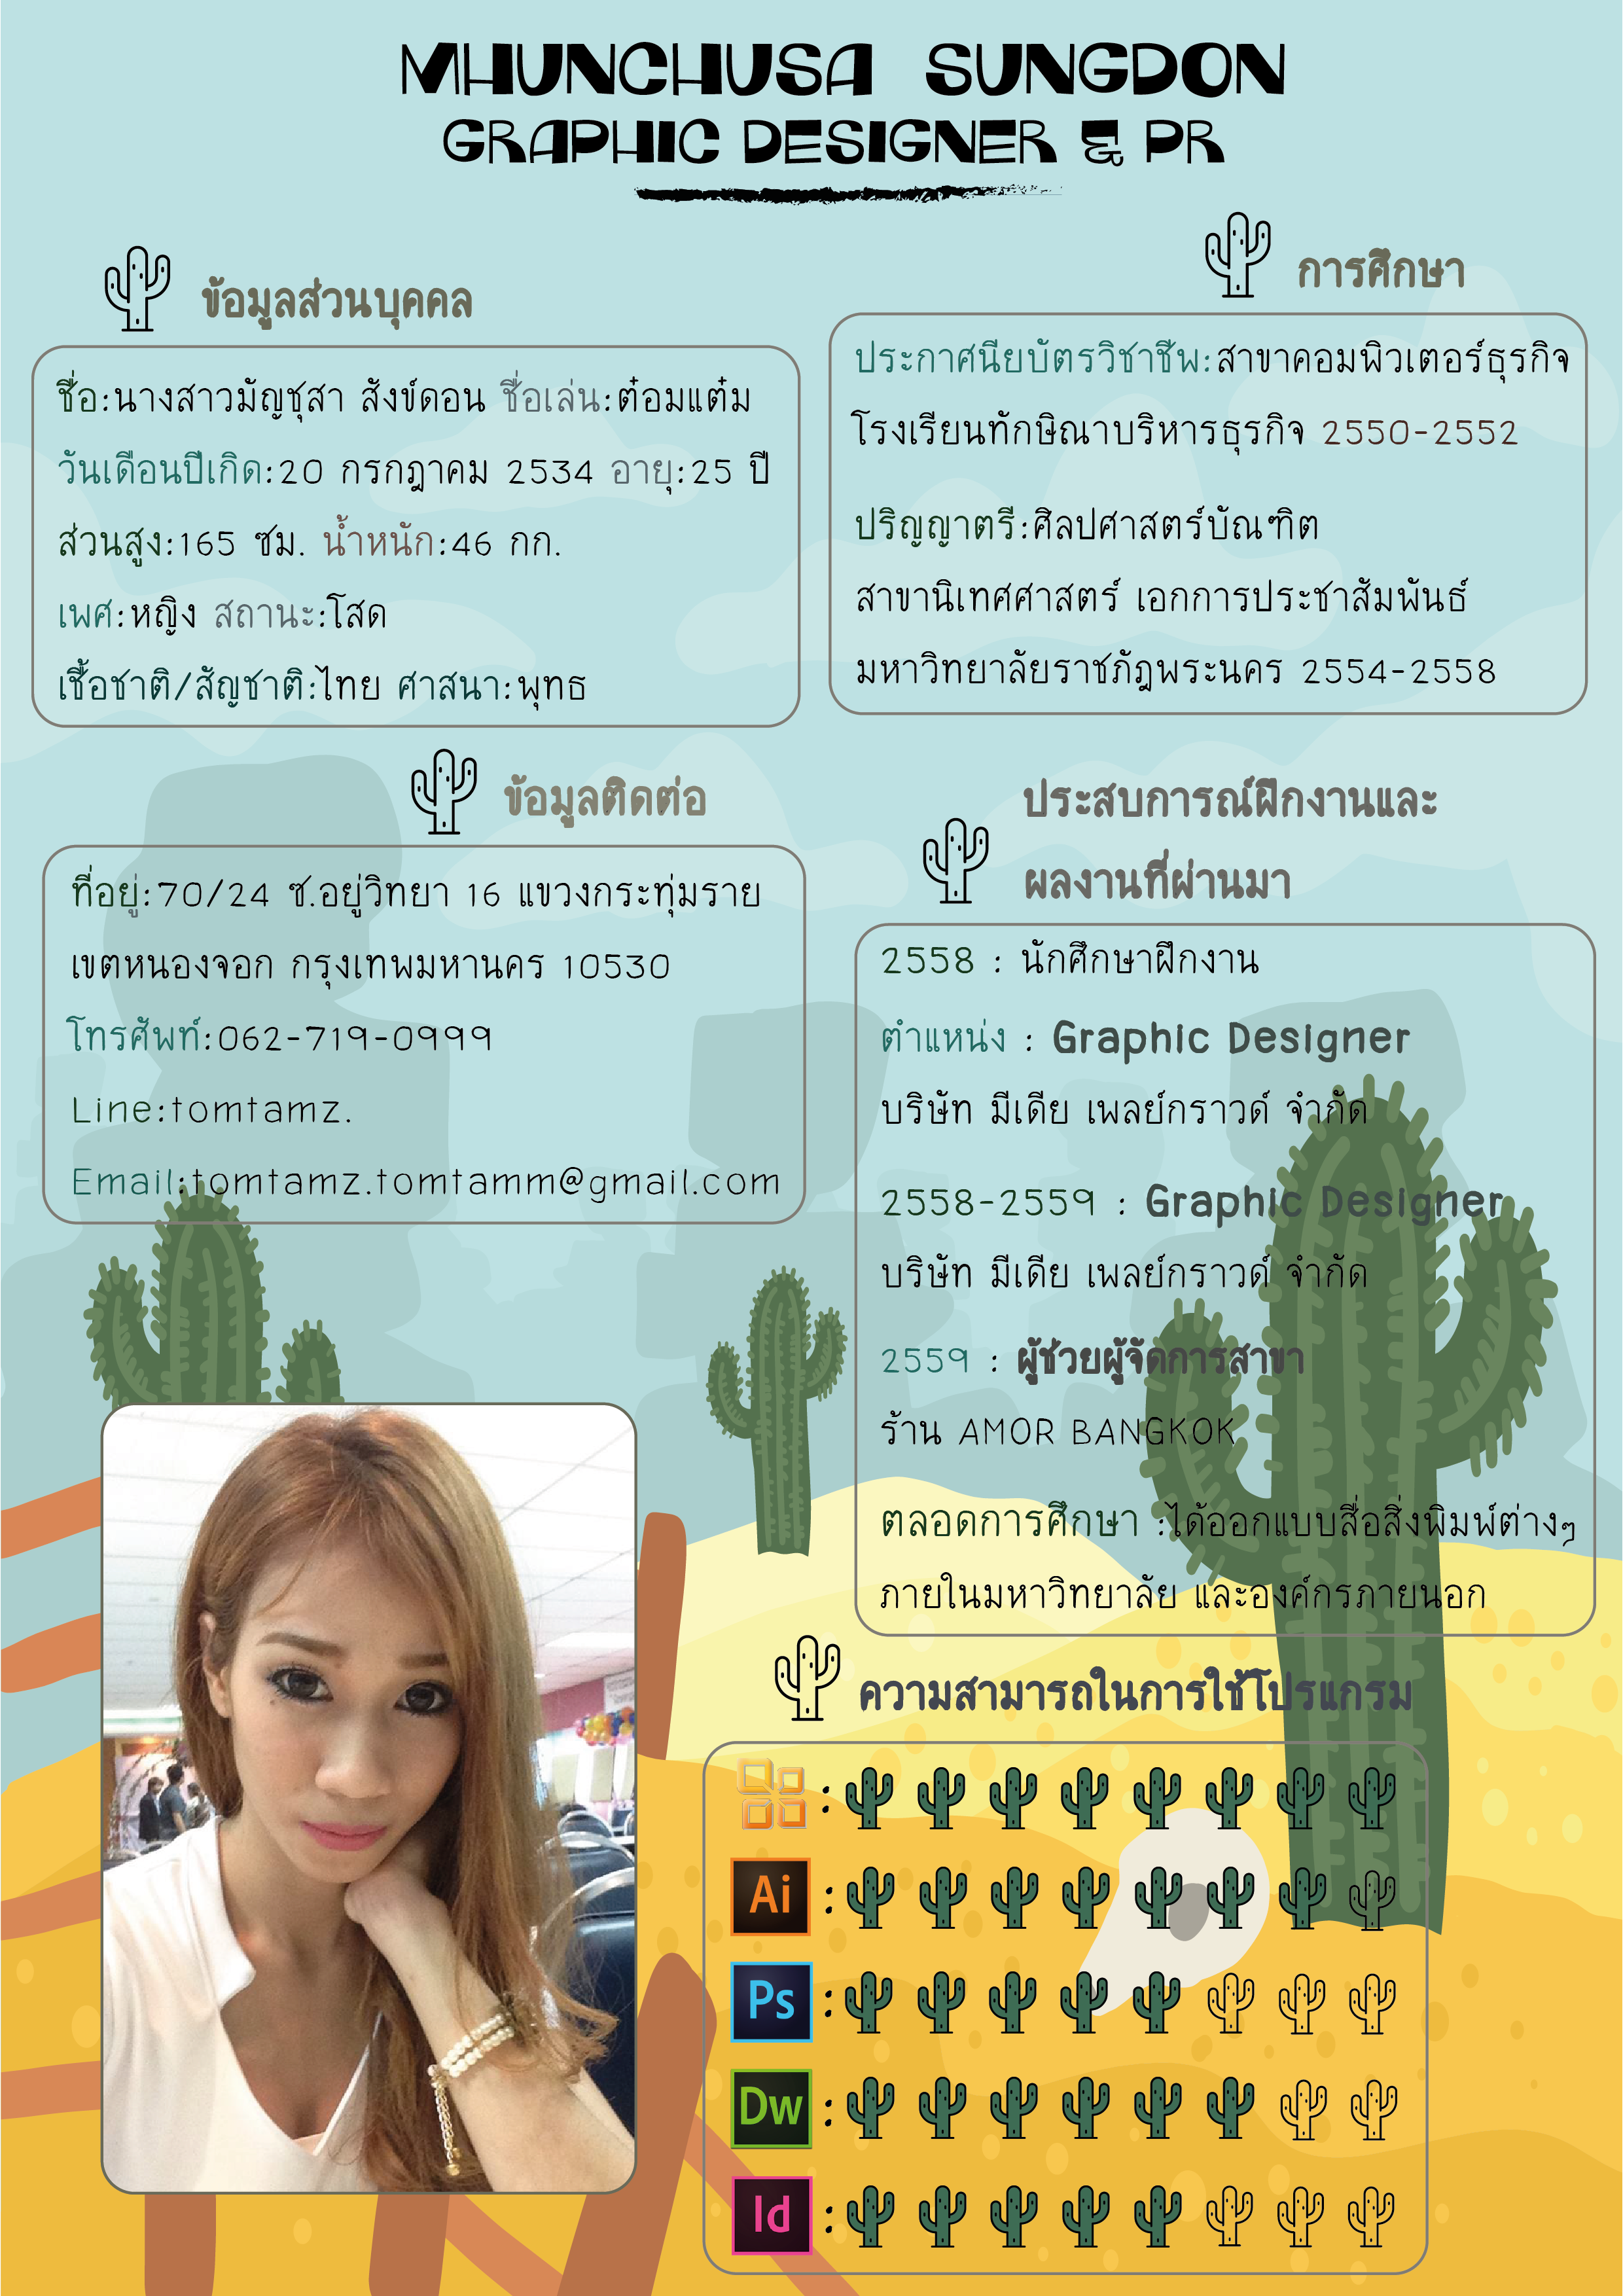 MHUNCHUSA SUNGDON
GRAPHIC DESIGNER & PR
ข้อมูลส่วนบุคคล
ชื่อ:นางสาวมัญชุสา สังข์ดอน ชื่อเล่น:ต๋อมแต๋ม
วันเดือนปีเกิด:20 กรกฎาคม 2534 อายุ:25 ปี
ส่วนสูง:165 ซม. น้ำหนัก:46 กก.
เพศ:หญิง สถานะ:โสด
เชื้อชาติ/สัญชาติ:ไทย ศาสนา:พุทธ
การศึกษา
ประกาศนียบัตรวิชาชีพ:สาขาคอมพิวเตอร์ธุรกิจ
โรงเรียนทักษิณาบริหารธุรกิจ 2550-2552
ปริญญาตรี:ศิลปศาสตร์บัณฑิต
สาขานิเทศศาสตร์ เอกการประชาสัมพันธ์
มหาวิทยาลัยราชภัฎพระนคร 2554-2558
ข้อมูลติดต่อ
ที่อยู่:70/24 ซ.อยู่วิทยา 16 แขวงกระทุ่มราย
เขตหนองจอก กรุงเทพมหานคร 10530
โทรศัพท์:062-719-0999
Line:tomtamz.
Email:tomtamz.tomtamm@gmail.com
ประสบการณ์ฝึกงานและ
ผลงานที่ผ่านมา
2558 : นักศึกษาฝึกงาน
ตำแหน่ง : Graphic Designer
บริษัท มีเดีย เพลย์กราวด์ จำกัด
2558-2559 : Graphic Designer
บริษัท มีเดีย เพลย์กราวด์ จำกัด
2559 : ผู้ช่วยผู้จัดการสาขา
ร้าน AMOR BANGKOK
ตลอดการศึกษา :ได้ออกแบบสื่อสิ่งพิมพ์ต่างๆ
ภายในมหาวิทยาลัย และองค์กรภายนอก
ความสามารถในการใช้โปรแกรม
:
Ai :
Ps :
Dw :
Id :